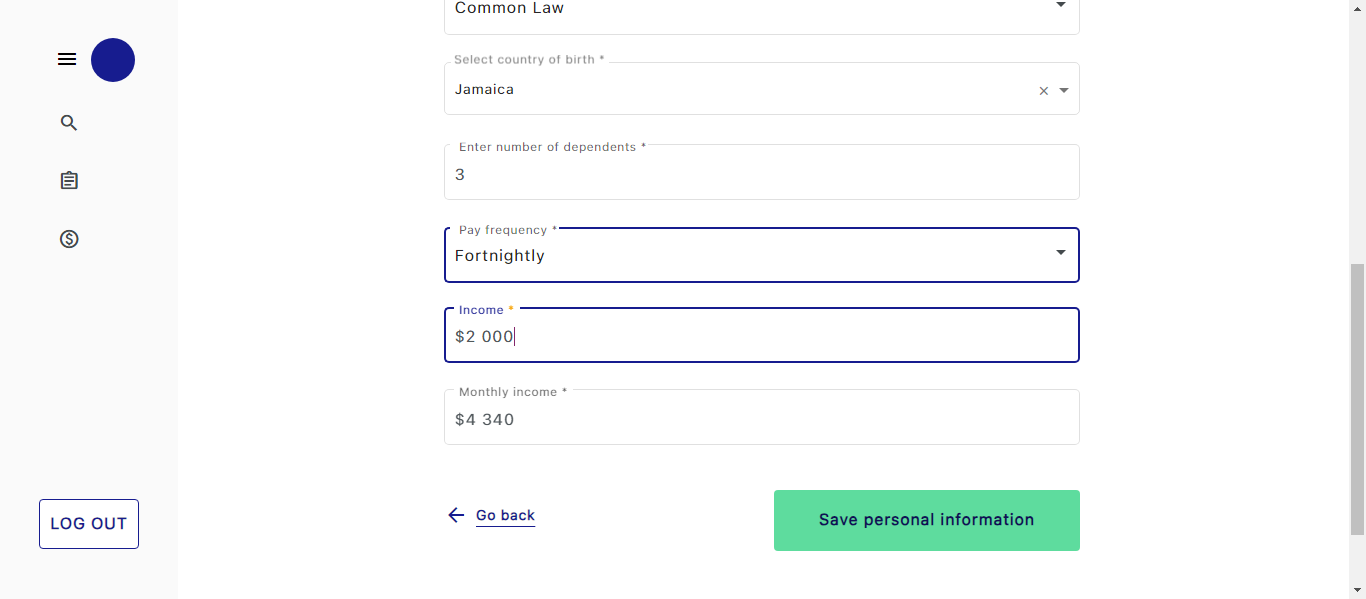 Common Law
Select country of birth *
Jamaica
Enter number of dependents *
3
Pay frequency *
Fortnightly
Income *
$2 000
Monthly income *
$4 340
Go back
Save personal information
LOG OUT